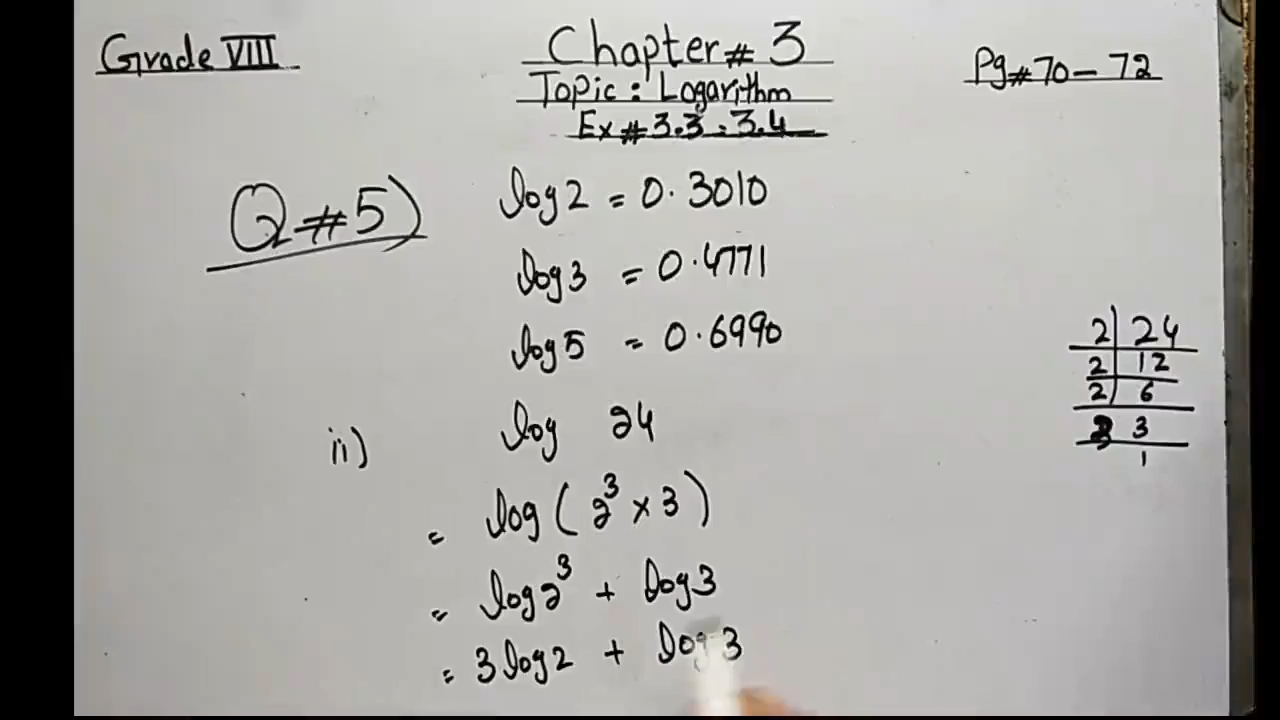 Grade VIII
Chapter # 3
Pg # 70 - 72
Topic : Logarithm
Ex # 3.3 , 3.4
Q # 5)
log 2 = 0.3010
log 3 = 0.4771
log 5 = 0.6990
ii) log 24
= log ( 2³ × 3 )
= log 2³ + log 3
= 3 log 2 + log 3
2 | 24
2 | 12
2 | 6
3 | 3
1